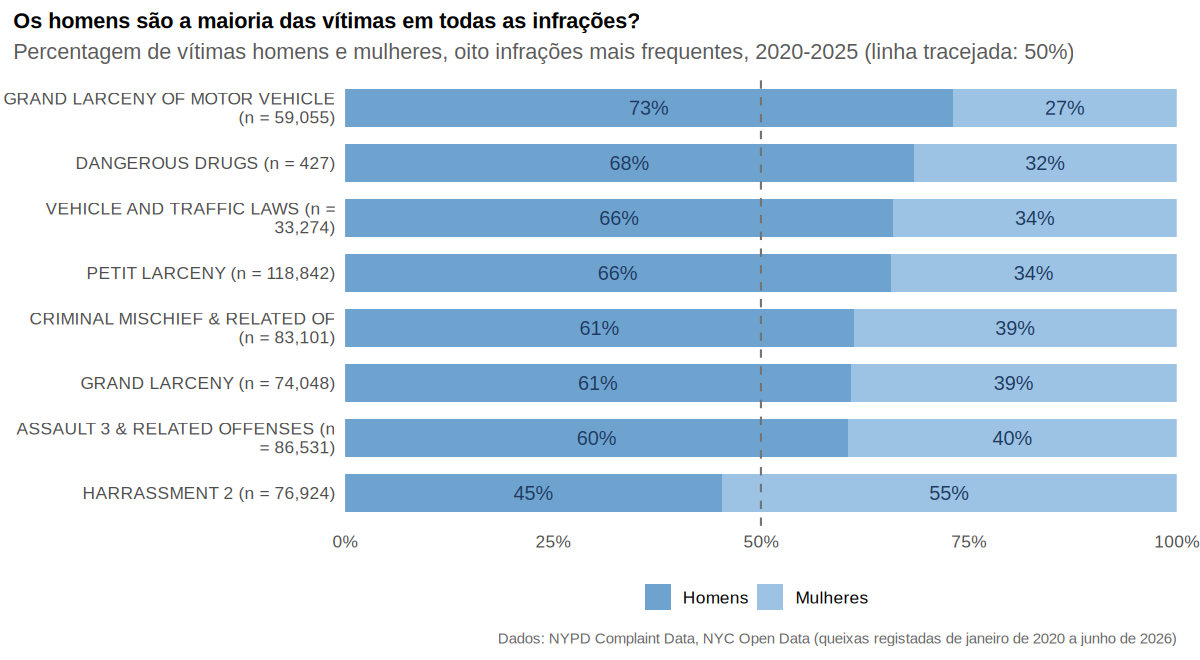 Os homens são a maioria das vítimas em todas as infrações?
Percentagem de vítimas homens e mulheres, oito infrações mais frequentes, 2020-2025 (linha tracejada: 50%)
GRAND LARCENY OF MOTOR VEHICLE
(n = 59,055)
73%
27%
DANGEROUS DRUGS (n = 427)
68%
32%
VEHICLE AND TRAFFIC LAWS (n =
33,274)
66%
34%
PETIT LARCENY (n = 118,842)
66%
34%
CRIMINAL MISCHIEF & RELATED OF
(n = 83,101)
61%
39%
GRAND LARCENY (n = 74,048)
61%
39%
ASSAULT 3 & RELATED OFFENSES (n
= 86,531)
60%
40%
HARRASSMENT 2 (n = 76,924)
45%
55%
0%
25%
50%
75%
100%
Homens
Mulheres
Dados: NYPD Complaint Data, NYC Open Data (queixas registadas de janeiro de 2020 a junho de 2026)